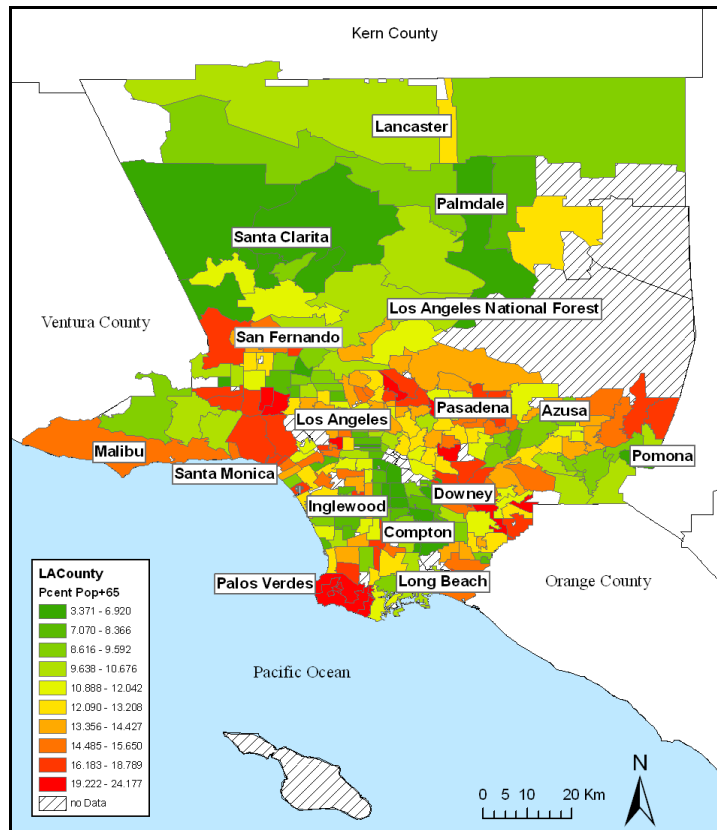 Kern County
Lancaster
Palmdale
Santa Clarita
Los Angeles National Forest
Ventura County
San Fernando
Pasadena
Azusa
Los Angeles
Malibu
Pomona
Santa Monica
Downey
Inglewood
Compton
Palos Verdes
Long Beach
Orange County
LACounty
Pcent Pop+65
3.371 - 6.920
7.070 - 8.366
8.616 - 9.592
9.638 - 10.676
10.888 - 12.042
12.090 - 13.208
13.356 - 14.427
14.485 - 15.650
16.183 - 18.789
19.222 - 24.177
no Data
Pacific Ocean
N
0 5 10 20 Km